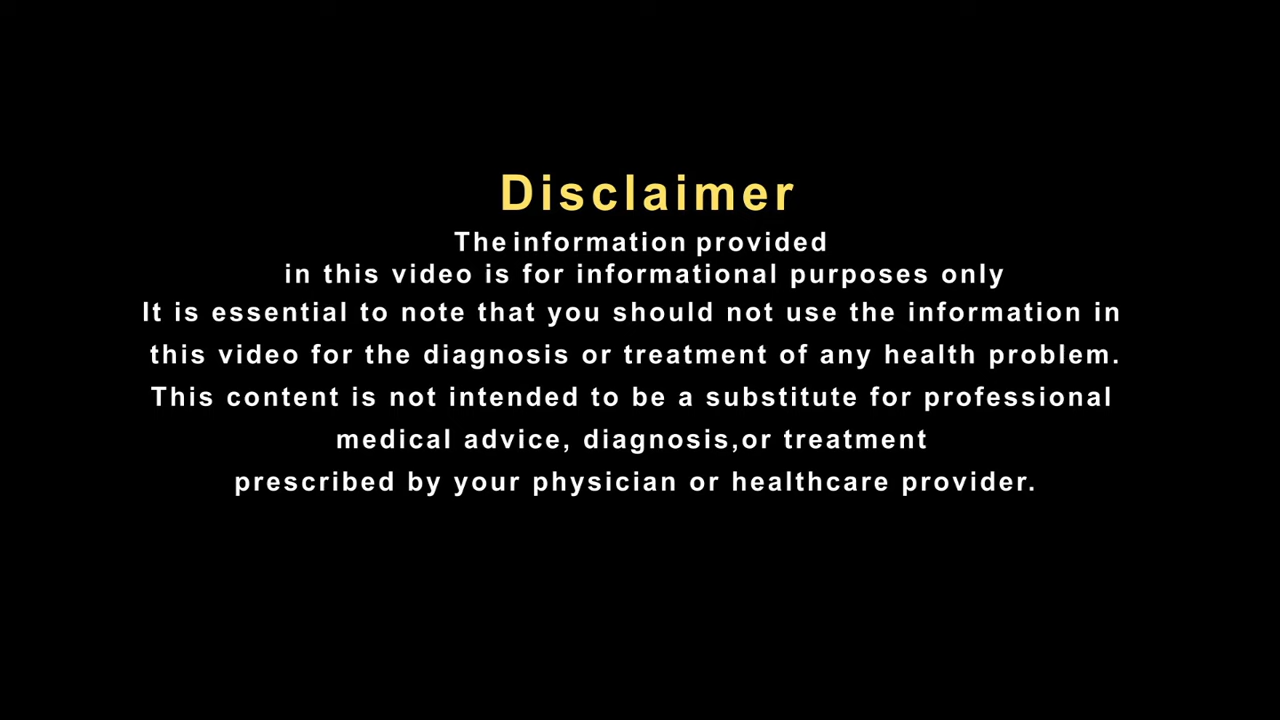 Disclaimer
The information provided
in this video is for informational purposes only
It is essential to note that you should not use the information in
this video for the diagnosis or treatment of any health problem.
This content is not intended to be a substitute for professional
medical advice, diagnosis,or treatment
prescribed by your physician or healthcare provider.